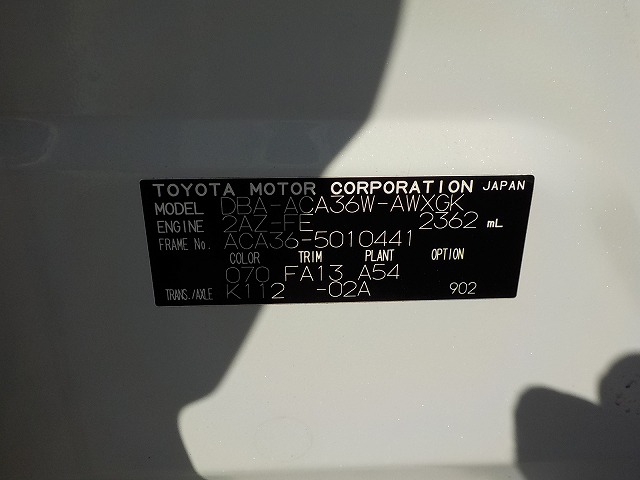 TOYOTA MOTOR CORPORATION JAPAN
MODEL DBA-ACA36W-AWXGK
ENGINE 2AZ-FE 2362 mL
FRAME No. ACA36-5010441
COLOR TRIM PLANT OPTION
070 FA13 A54
TRANS./AXLE K112 -02A 902